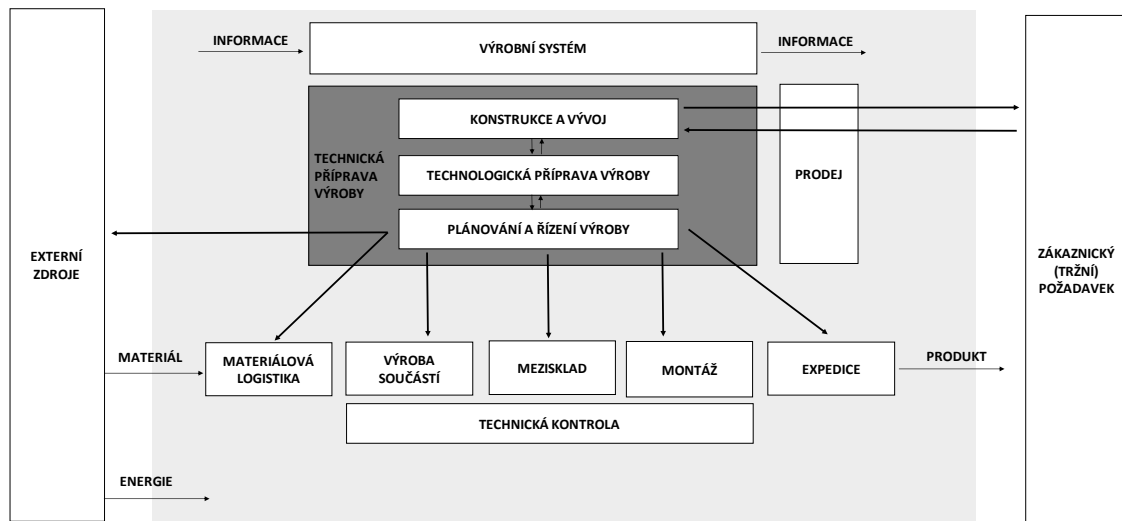 INFORMACE
VÝROBNÍ SYSTÉM
INFORMACE
KONSTRUKCE A VÝVOJ
TECHNICKÁ
PŘÍPRAVA
VÝROBY
TECHNOLOGICKÁ PŘÍPRAVA VÝROBY
PRODEJ
PLÁNOVÁNÍ A ŘÍZENÍ VÝROBY
EXTERNÍ
ZDROJE
ZÁKAZNICKÝ
(TRŽNÍ)
POŽADAVEK
MATERIÁL
MATERIÁLOVÁ
LOGISTIKA
VÝROBA
SOUČÁSTÍ
MEZISKLAD
MONTÁŽ
EXPEDICE
PRODUKT
TECHNICKÁ KONTROLA
ENERGIE